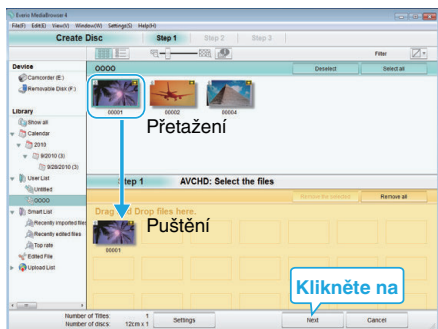 Everio MediaBrowser 4
File(F) Edit(E) View(V) Window(W) Settings(S) Help(H)
Create Disc Step 1 Step 2 Step 3
Filter
Device
Camcorder (E:)
Removable Disk (F:)
Library
Show all
Calendar
2010
9/2010 (3)
9/28/2010 (3)
User List
Untitled
OOOO
Smart List
Recently imported files
Recently edited files
Top rate
Edited File
Upload List
OOOO Deselect Select all
00001 00002 00004
Přetažení
Step 1 AVCHD: Select the files
Remove the selected Remove all
Drag and Drop files here.
Puštění
00001
Klikněte na
Number of Titles: 1
Number of discs: 12cm x 1
Settings Next Cancel